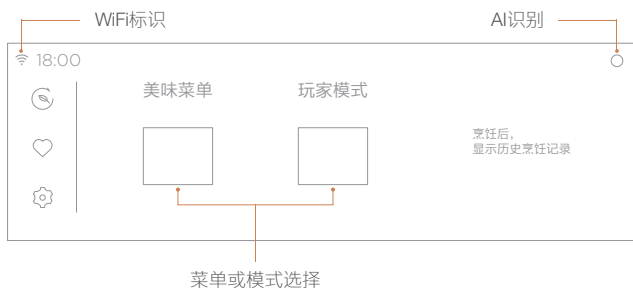 WiFi标识
AI识别
18:00
美味菜单
玩家模式
烹饪后，
显示历史烹饪记录
菜单或模式选择